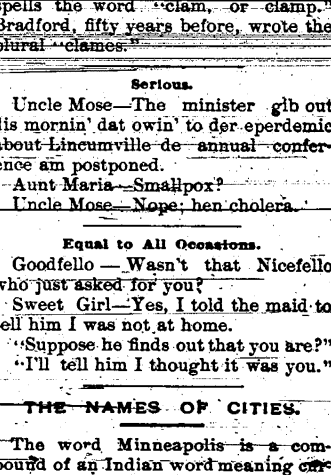 spells the word "clam, or clamp."
Bradford, fifty years before, wrote the
plural "clames."
Serious.
Uncle Mose—The minister gib out
dis mornin' dat owin' to der eperdemic
about Lincumville de annual confer-
ence am postponed.
Aunt Maria—Smallpox?
Uncle Mose—Nope; hen cholera.
Equal to All Occasions.
Goodfello—Wasn't that Nicefello
who just asked for you?
Sweet Girl—Yes, I told the maid to
tell him I was not at home.
"Suppose he finds out that you are?"
"I'll tell him I thought it was you."
THE NAMES OF CITIES.
The word Minneapolis is a com-
pound of an Indian word meaning